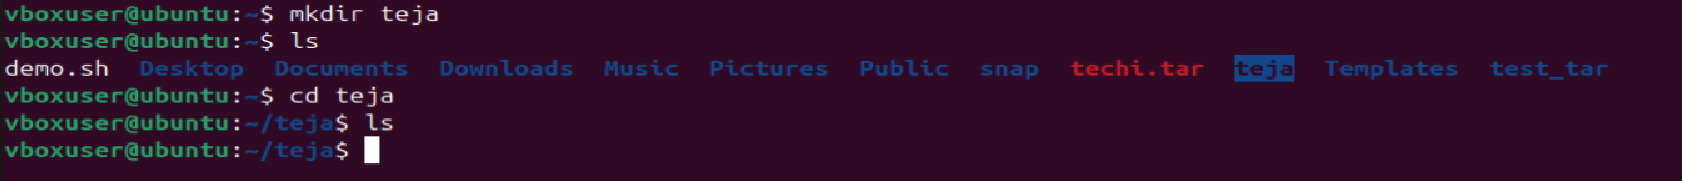 vboxuser@ubuntu:~$ mkdir teja
vboxuser@ubuntu:~$ ls
demo.sh Desktop Documents Downloads Music Pictures Public snap techi.tar teja Templates test_tar
vboxuser@ubuntu:~$ cd teja
vboxuser@ubuntu:~/teja$ ls
vboxuser@ubuntu:~/teja$